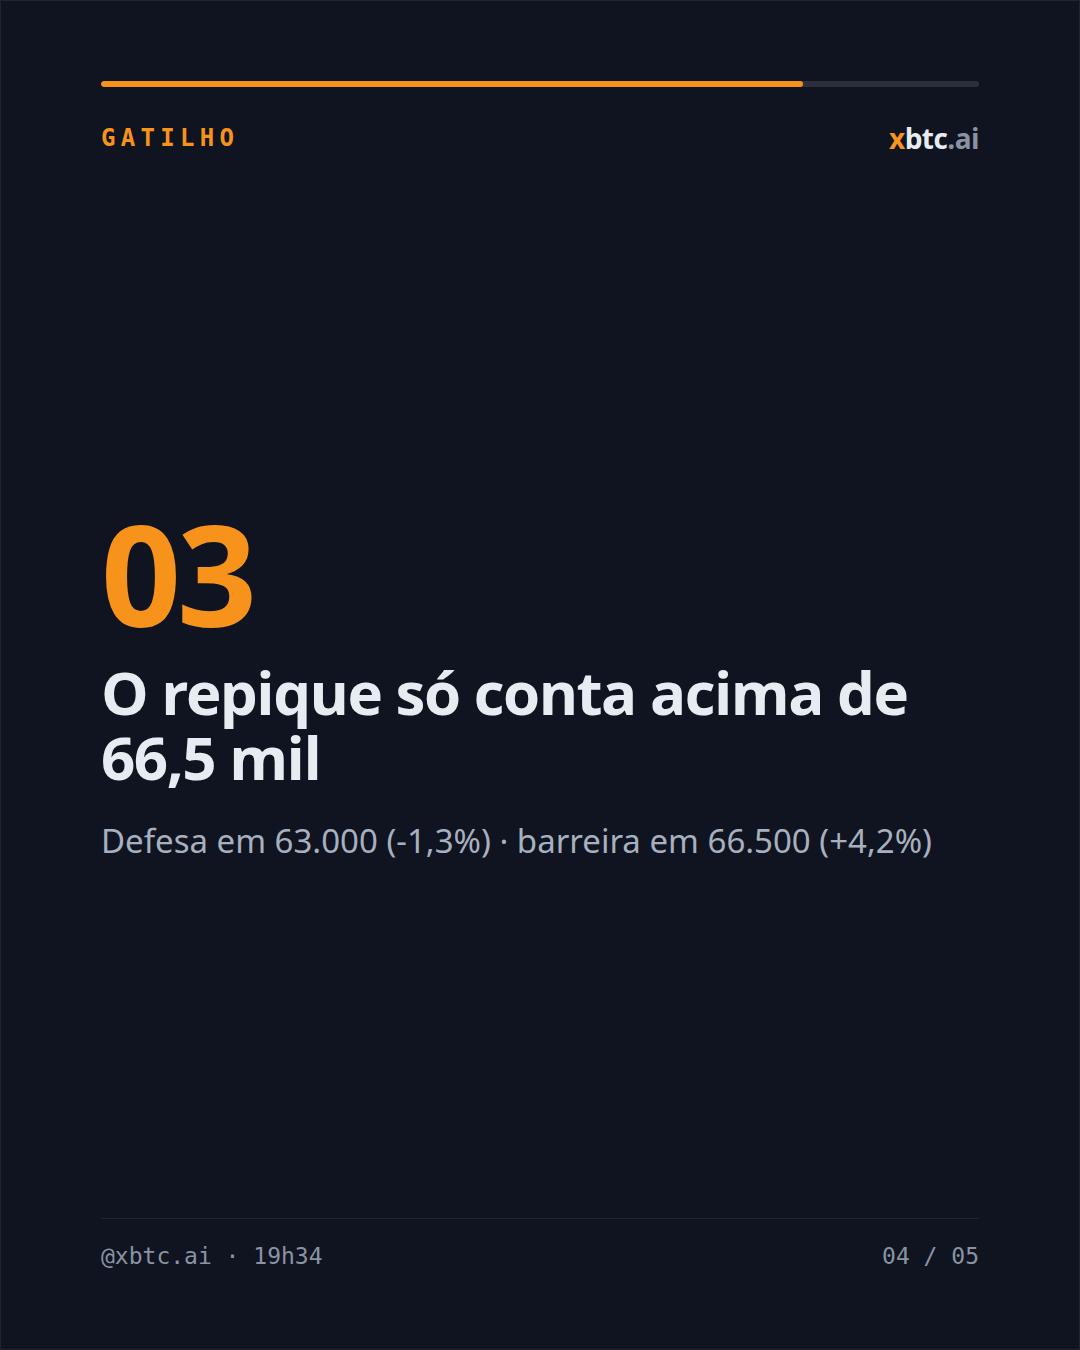 GATILHO
xbtc.ai
03
O repique só conta acima de
66,5 mil
Defesa em 63.000 (-1,3%) · barreira em 66.500 (+4,2%)
@xbtc.ai · 19h34
04 / 05